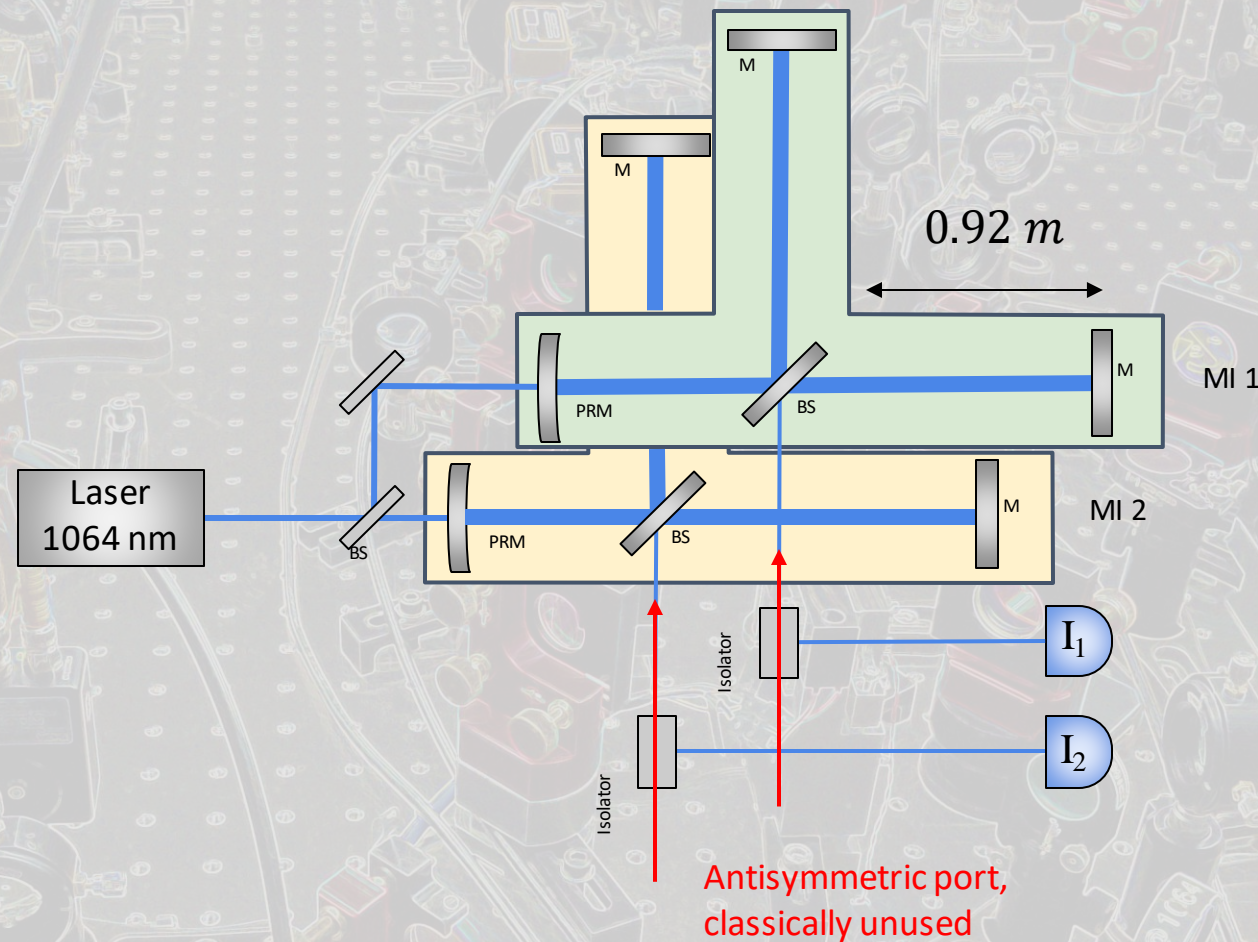 M
M
0.92 m
M
MI 1
PRM
BS
Laser
1064 nm
BS
PRM
BS
M
MI 2
Isolator
I₁
Isolator
I₂
Antisymmetric port,
classically unused